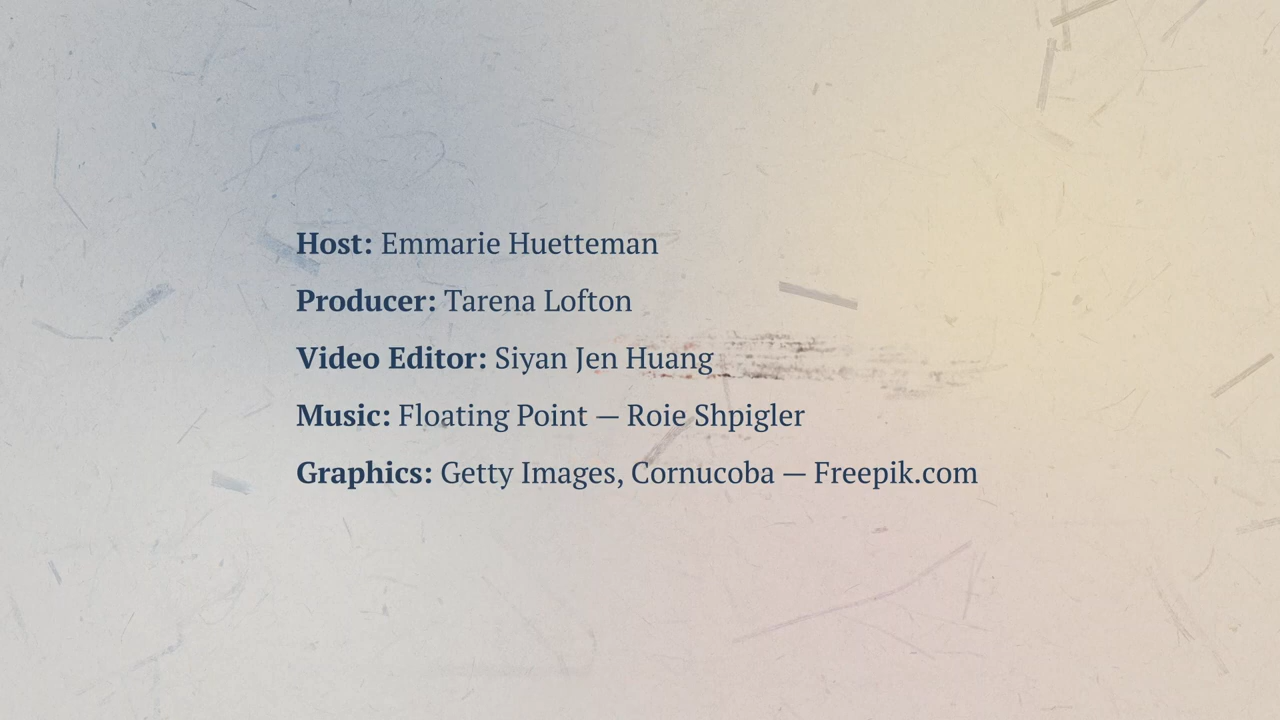 Host: Emmarie Huetteman
Producer: Tarena Lofton
Video Editor: Siyan Jen Huang
Music: Floating Point — Roie Shpigler
Graphics: Getty Images, Cornucoba — Freepik.com